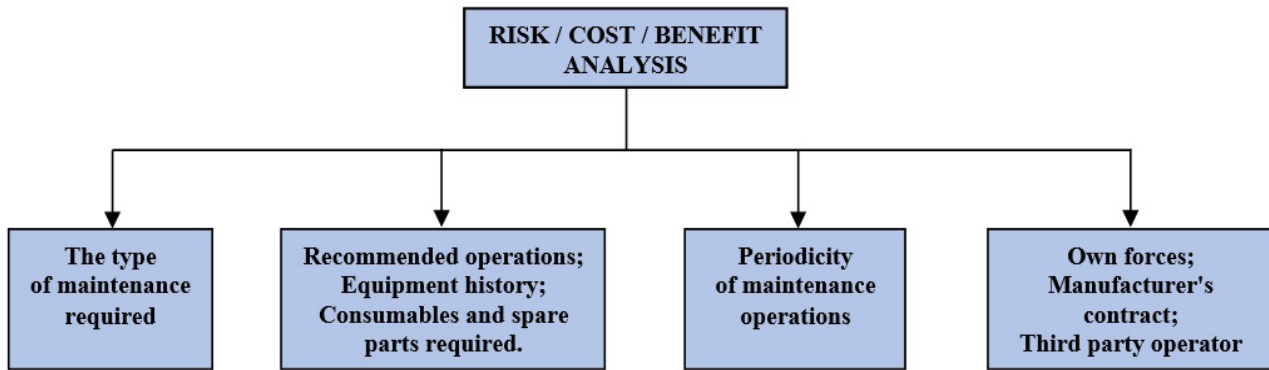 RISK / COST / BENEFIT
ANALYSIS
The type
of maintenance
required
Recommended operations;
Equipment history;
Consumables and spare
parts required.
Periodicity
of maintenance
operations
Own forces;
Manufacturer's
contract;
Third party operator